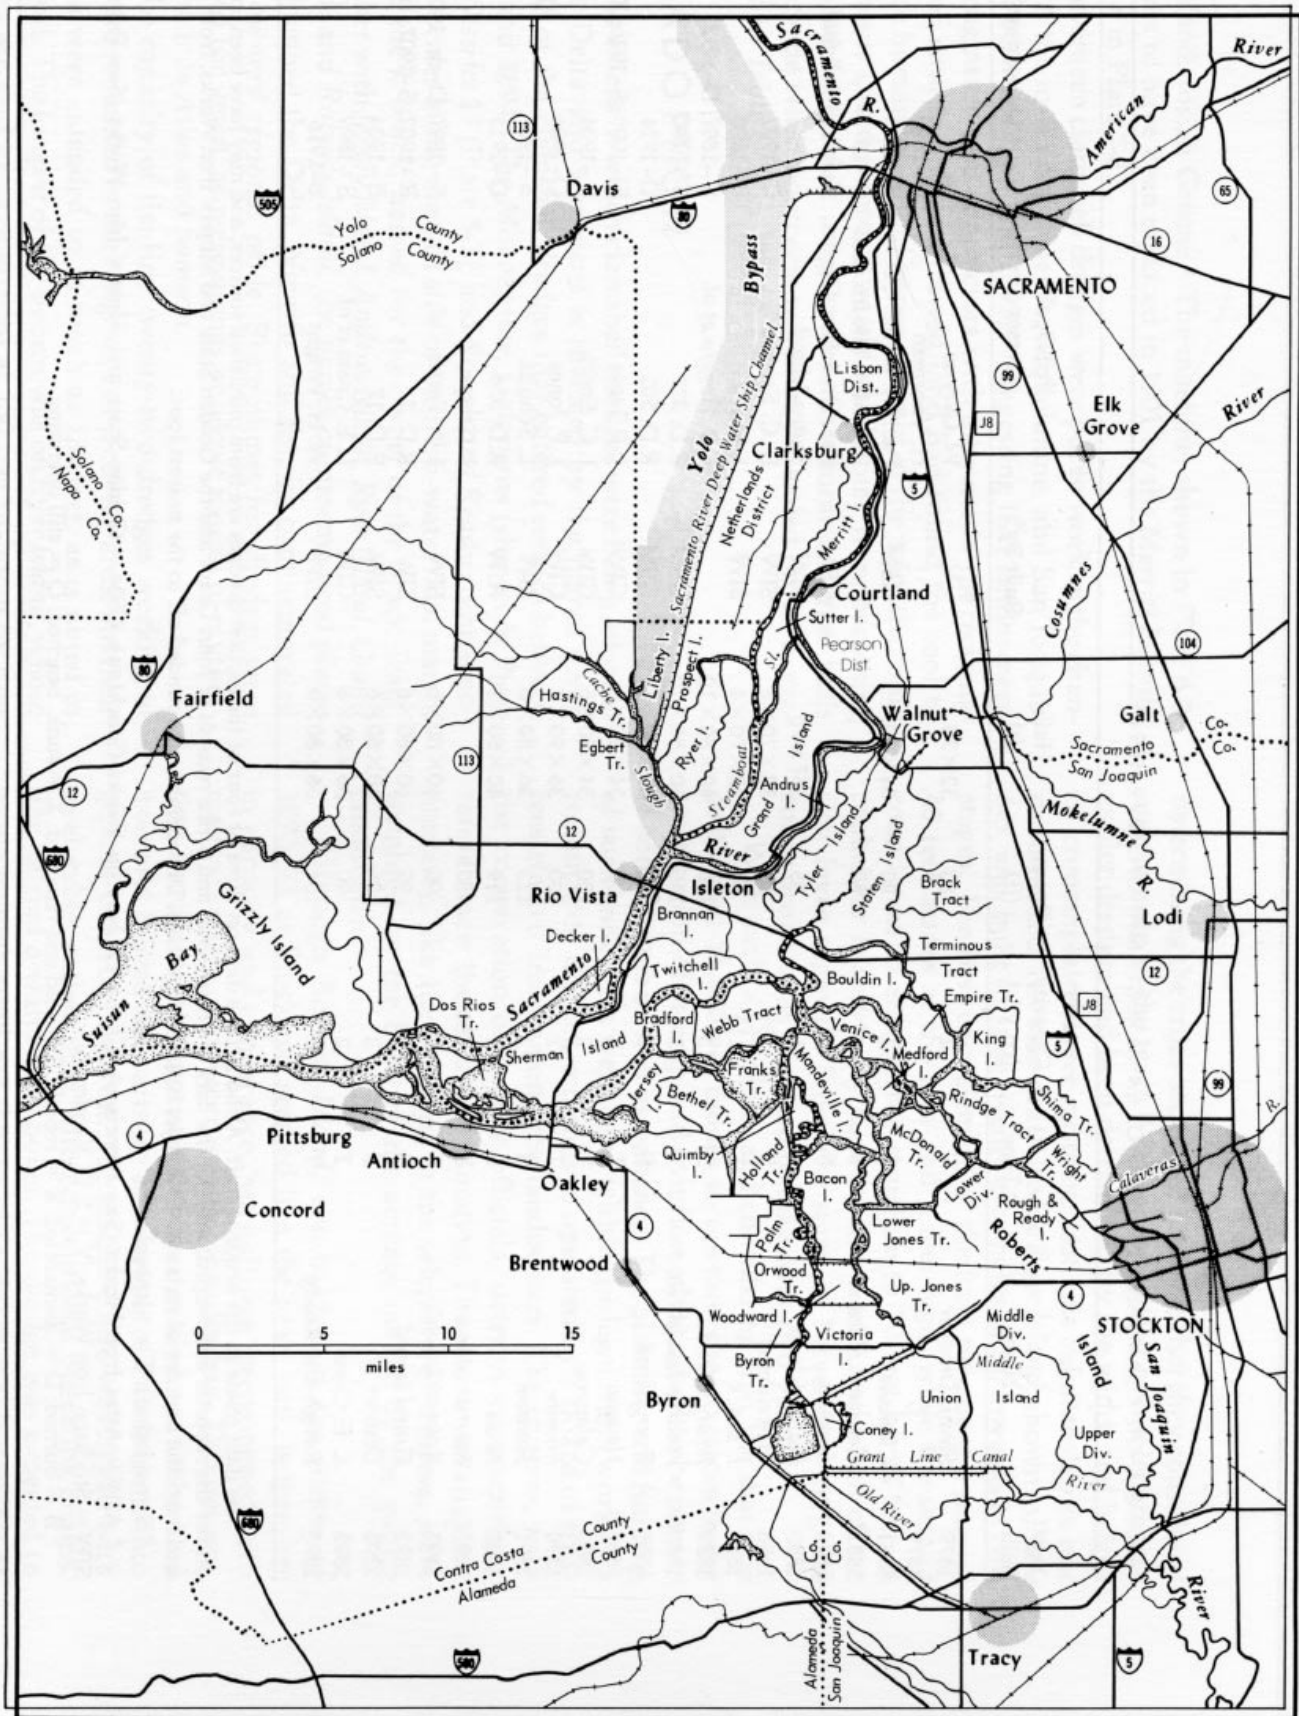 Sacramento
R.
River
American
113
505
Davis
80
65
16
Yolo County
Solano County
Bypass
SACRAMENTO
Lisbon
Dist.
99
Elk
Grove
River
J8
Sacramento River Deep Water Ship Channel
Yolo
Clarksburg
Netherlands
District
5
Solano Co.
Napa Co.
Merritt I.
Courtland
Cosumnes
Sutter I.
Pearson
Dist.
104
80
Fairfield
Cache
Liberty I.
Prospect I.
Sl.
Hastings Tr.
Walnut
Grove
Galt
Egbert
Tr.
Ryer I.
Island
Sacramento Co.
San Joaquin Co.
113
12
Slough
Steamboat
Grand
Andrus
I.
Mokelumne
R.
680
12
River
Tyler
Island
Staten Island
Rio Vista
Isleton
Brack
Tract
Lodi
Grizzly Island
Brannan
I.
Decker I.
Terminous
Tract
12
Suisun Bay
Sacramento
Twitchell
I.
Bouldin I.
Dos Rios
Tr.
Empire Tr.
J8
Sherman
Island
Bradford
I.
Webb Tract
Venice I.
King
I.
5
Medford
I.
Franks
Tr.
Mandeville I.
99
Jersey
I.
Bethel Tr.
Rindge Tract
Shima Tr.
R.
Pittsburg
4
Antioch
Quimby
I.
Holland
Tr.
McDonald
Tr.
Wright
Tr.
Calaveras
Oakley
Bacon
I.
Lower
Div.
Rough &
Ready
I.
Concord
4
Palm
Tr.
Lower
Jones Tr.
Roberts
Brentwood
Orwood
Tr.
Up. Jones
Tr.
4
Woodward I.
Middle
Div.
STOCKTON
0 5 10 15
miles
Victoria
I.
Island
San Joaquin
Byron
Tr.
Middle
Byron
Union
Island
Coney I.
Upper
Div.
Grant Line Canal
River
Old River
680
Contra Costa County
Alameda County
Co.
Co.
River
Alameda
San Joaquin
580
Tracy
5